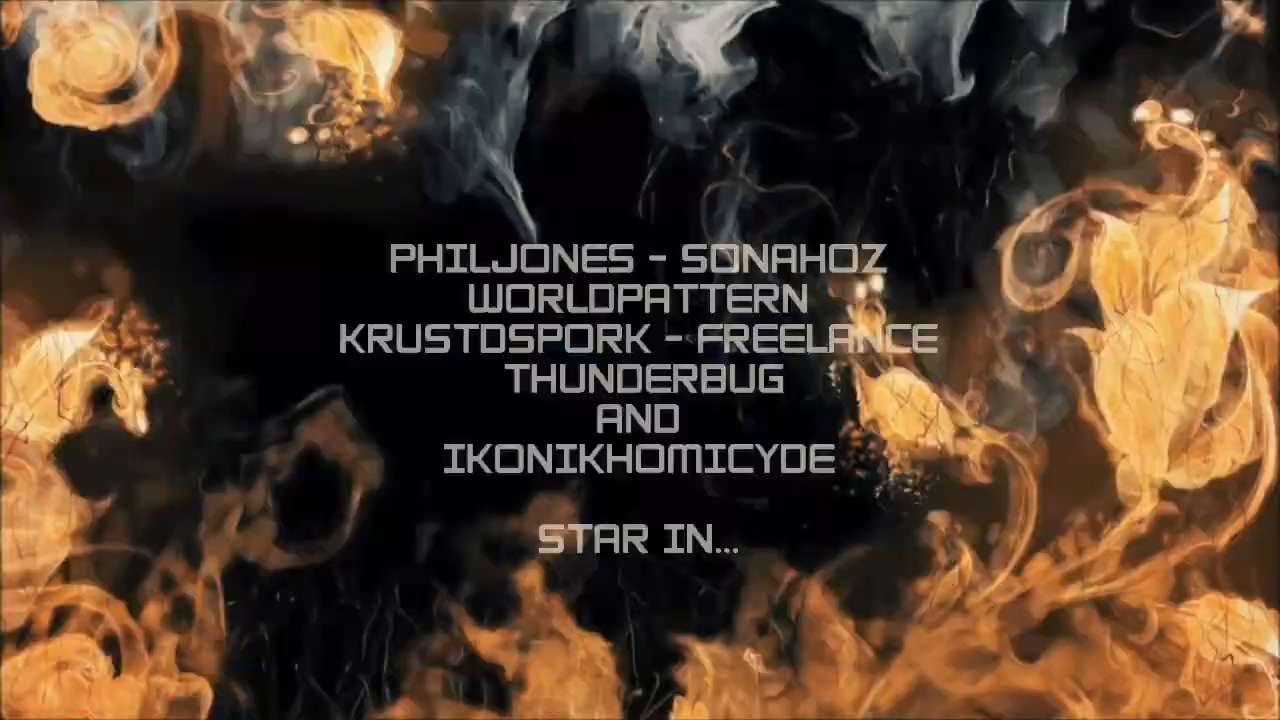 PHILJONES - SONAHOZ
WORLDPATTERN
KRUSTDSPORK - FREELANCE
THUNDERBUG
AND
IKONIKHOMICYDE
STAR IN...